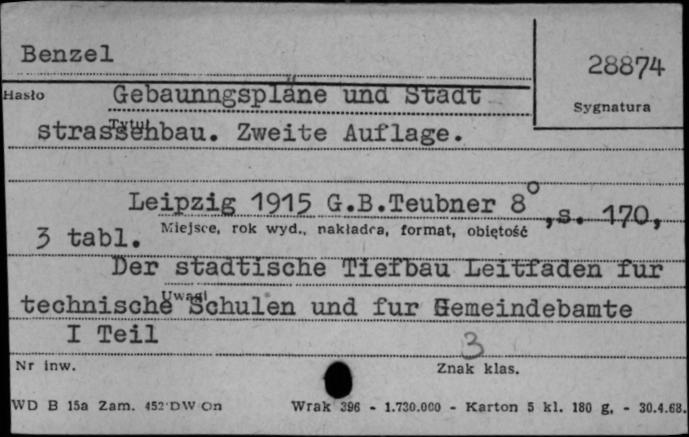 Benzel
28874
Hasło Gebaunngspläne und Stadt
Sygnatura
Tytuł
strassenbau. Zweite Auflage.
Leipzig 1915 G.B.Teubner 8°, s. 170,
Miejsce, rok wyd., nakładca, format, objętość
3 tabl.
Der stadtische Tiefbau Leitfaden fur
Uwagi
technische Schulen und fur Gemeindebamte
I Teil
3
Nr inw.
Znak klas.
WD B 15a Zam. 452 DW On Wrak 396 - 1.730.000 - Karton 5 kl. 180 g. - 30.4.68.